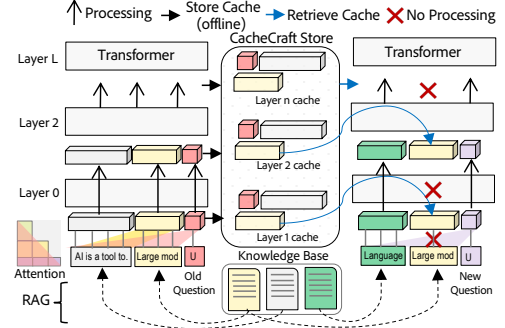 Processing
Store Cache
(offline)
Retrieve Cache
No Processing
CacheCraft Store
Layer L
Transformer
Transformer
Layer n cache
Layer 2
Layer 2 cache
Layer 0
Layer 1 cache
Attention
AI is a tool to.
Large mod
U
Old
Question
Knowledge Base
Language
Large mod
U
New
Question
RAG